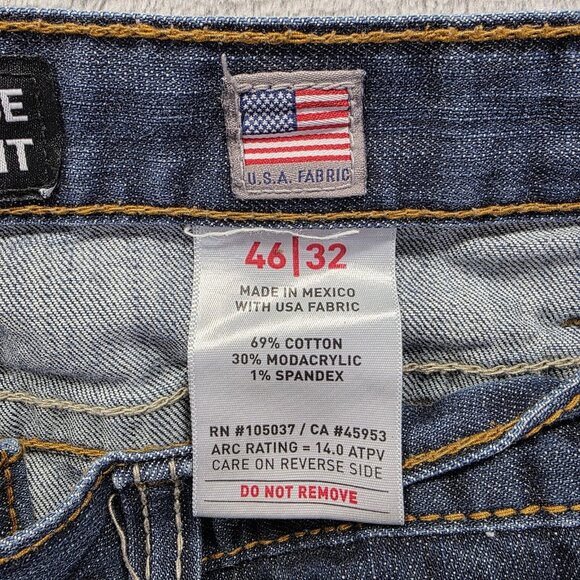 U.S.A. FABRIC
46|32
MADE IN MEXICO
WITH USA FABRIC
69% COTTON
30% MODACRYLIC
1% SPANDEX
RN #105037 / CA #45953
ARC RATING = 14.0 ATPV
CARE ON REVERSE SIDE
DO NOT REMOVE